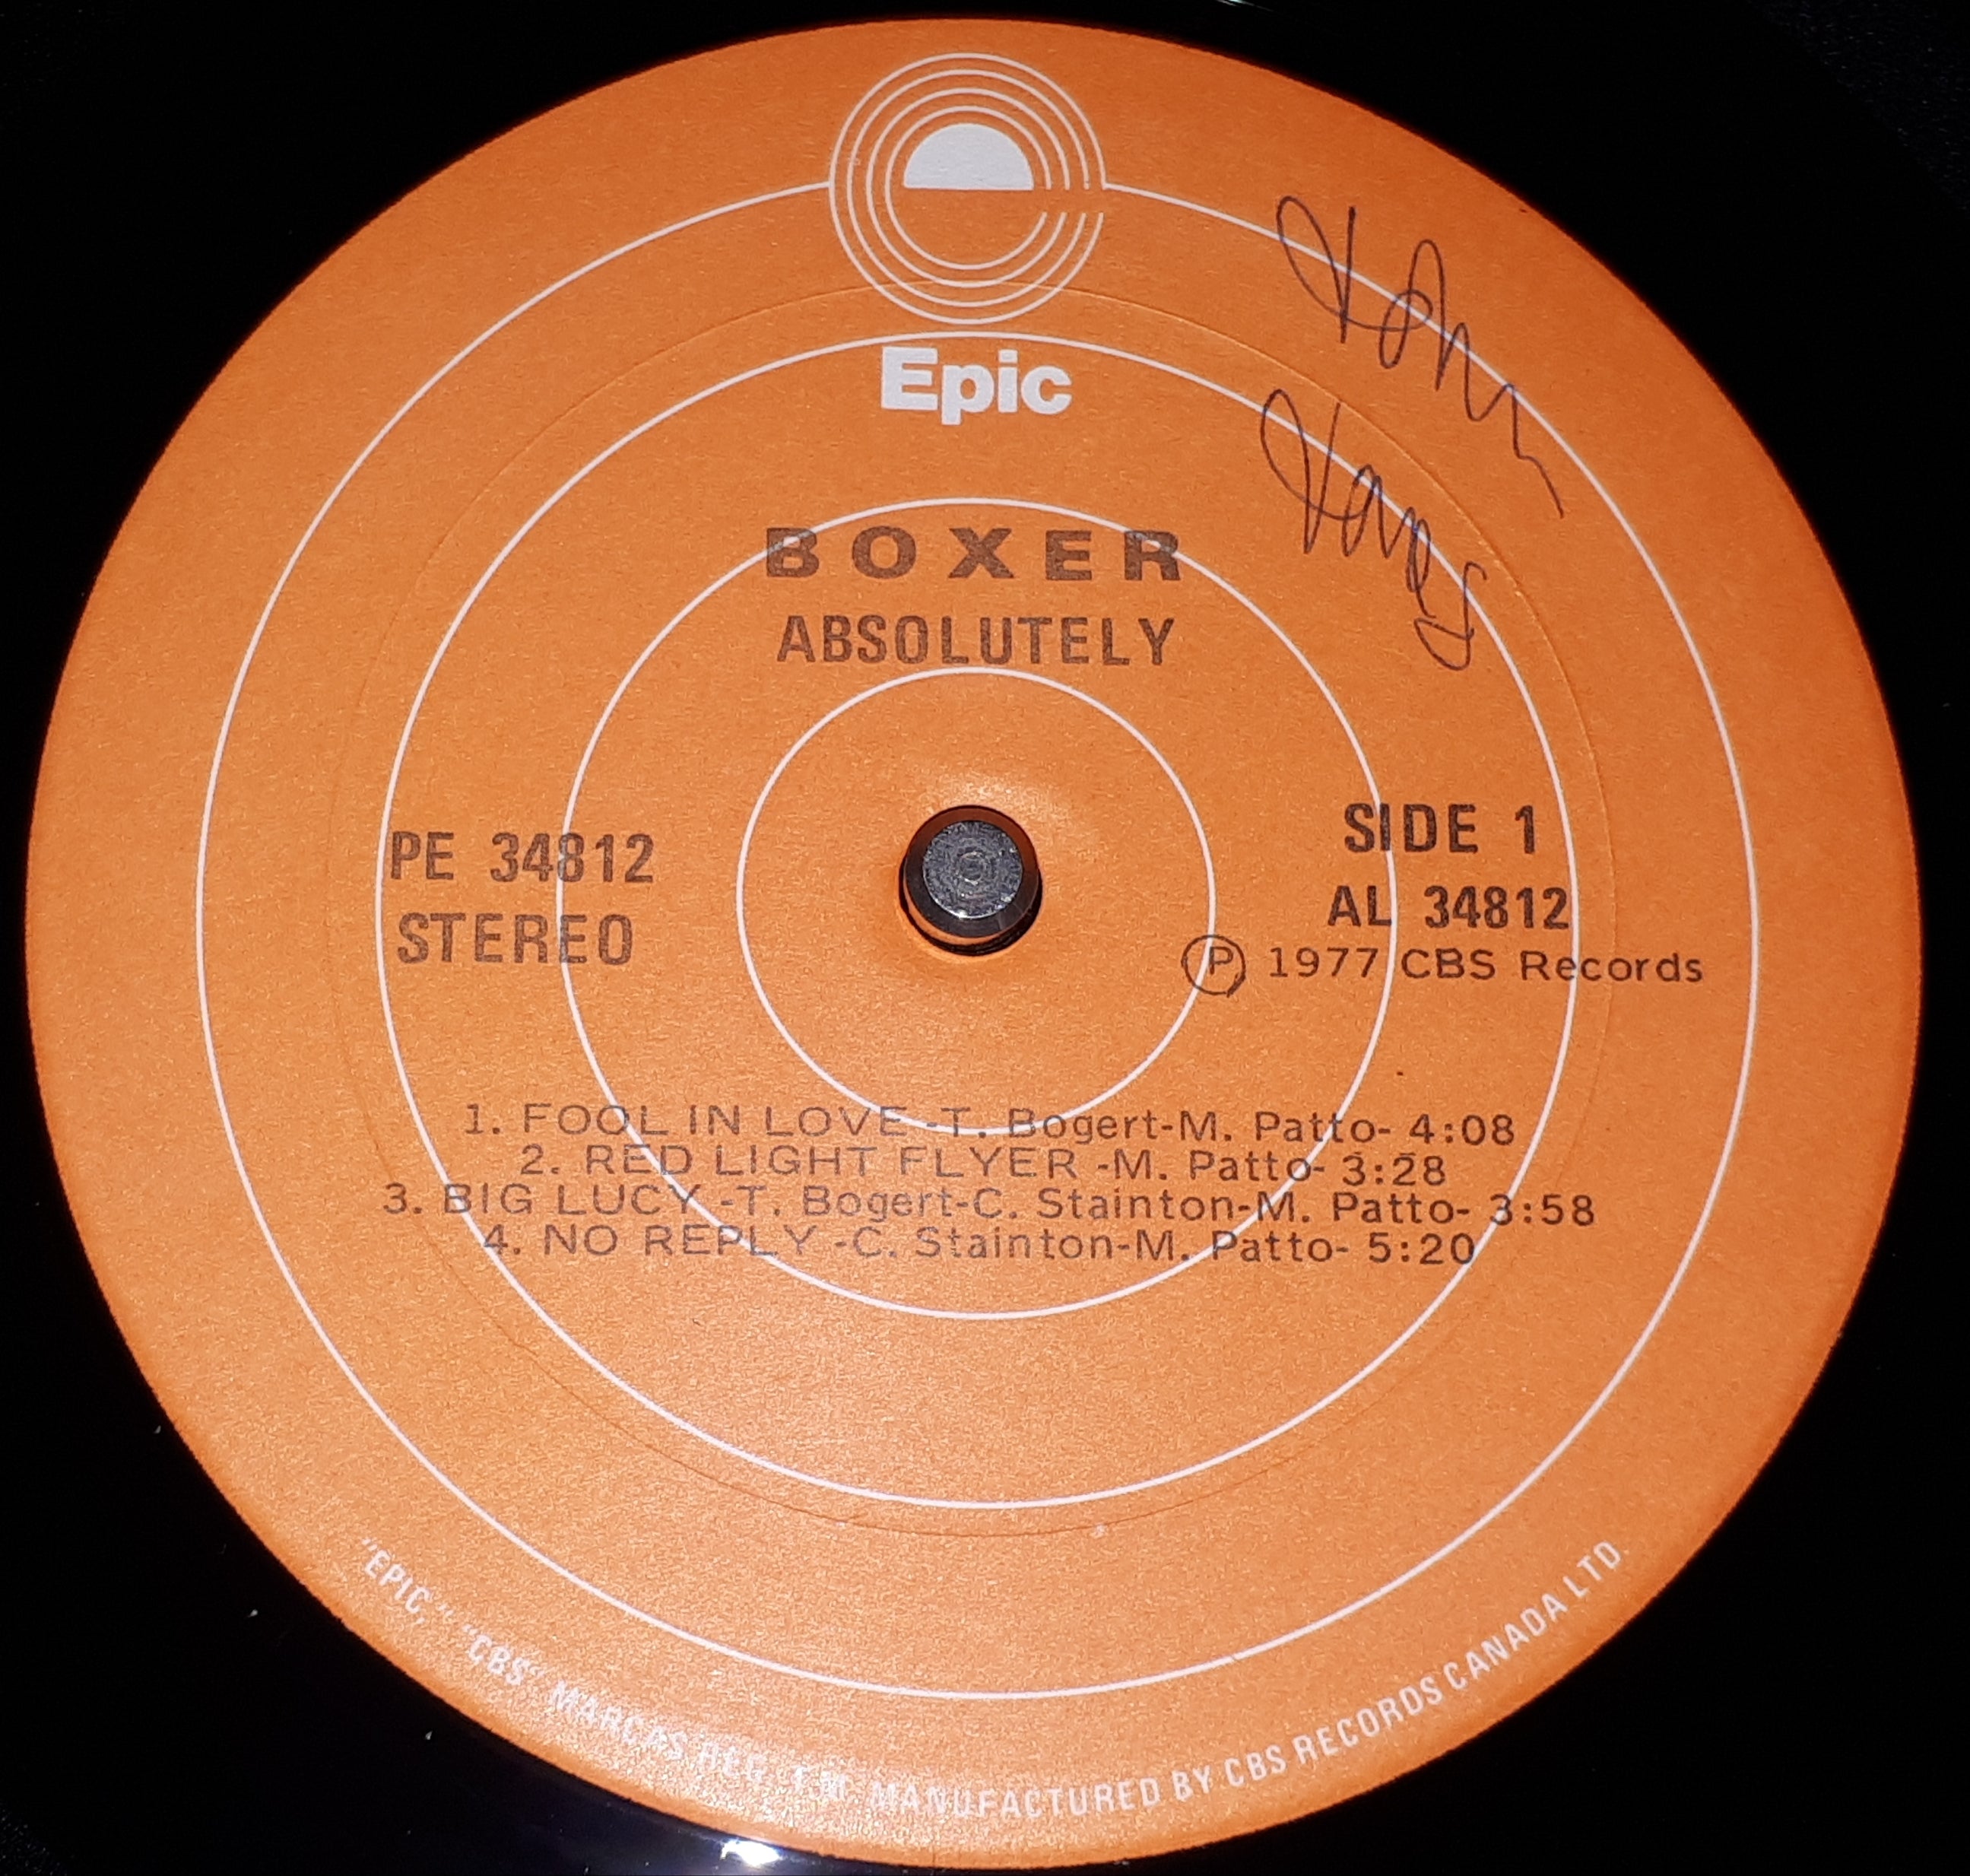 Epic
John
BOXER
ABSOLUTELY
PE 34812
STEREO
SIDE 1
AL 34812
Ⓟ 1977 CBS Records
1. FOOL IN LOVE -T. Bogert-M. Patto- 4:08
2. RED LIGHT FLYER -M. Patto- 3:28
3. BIG LUCY -T. Bogert-C. Stainton-M. Patto- 3:58
4. NO REPLY -C. Stainton-M. Patto- 5:20
"EPIC," "CBS" MARCAS REG. T.M. MANUFACTURED BY CBS RECORDS CANADA LTD.